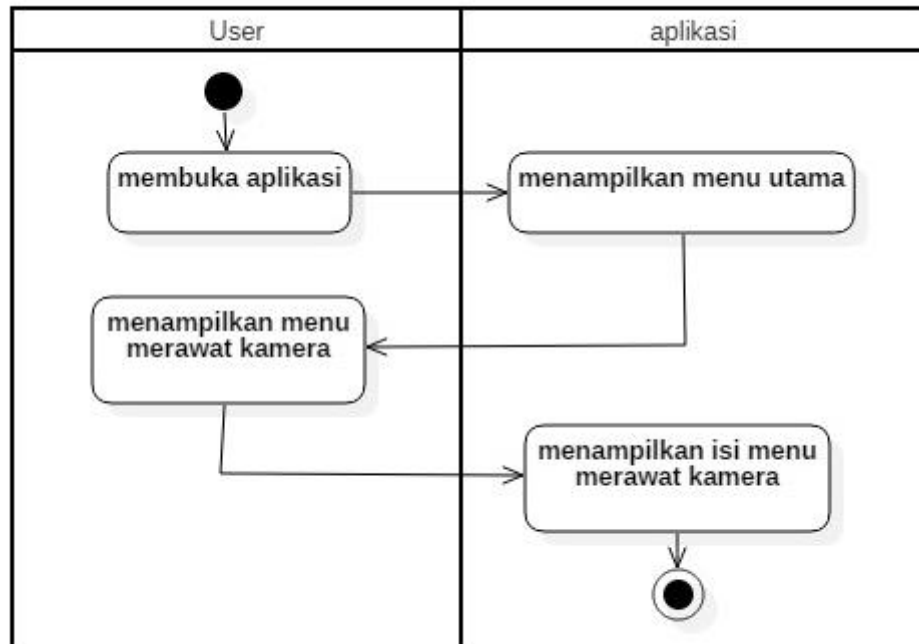 User
aplikasi
membuka aplikasi
menampilkan menu utama
menampilkan menu
merawat kamera
menampilkan isi menu
merawat kamera